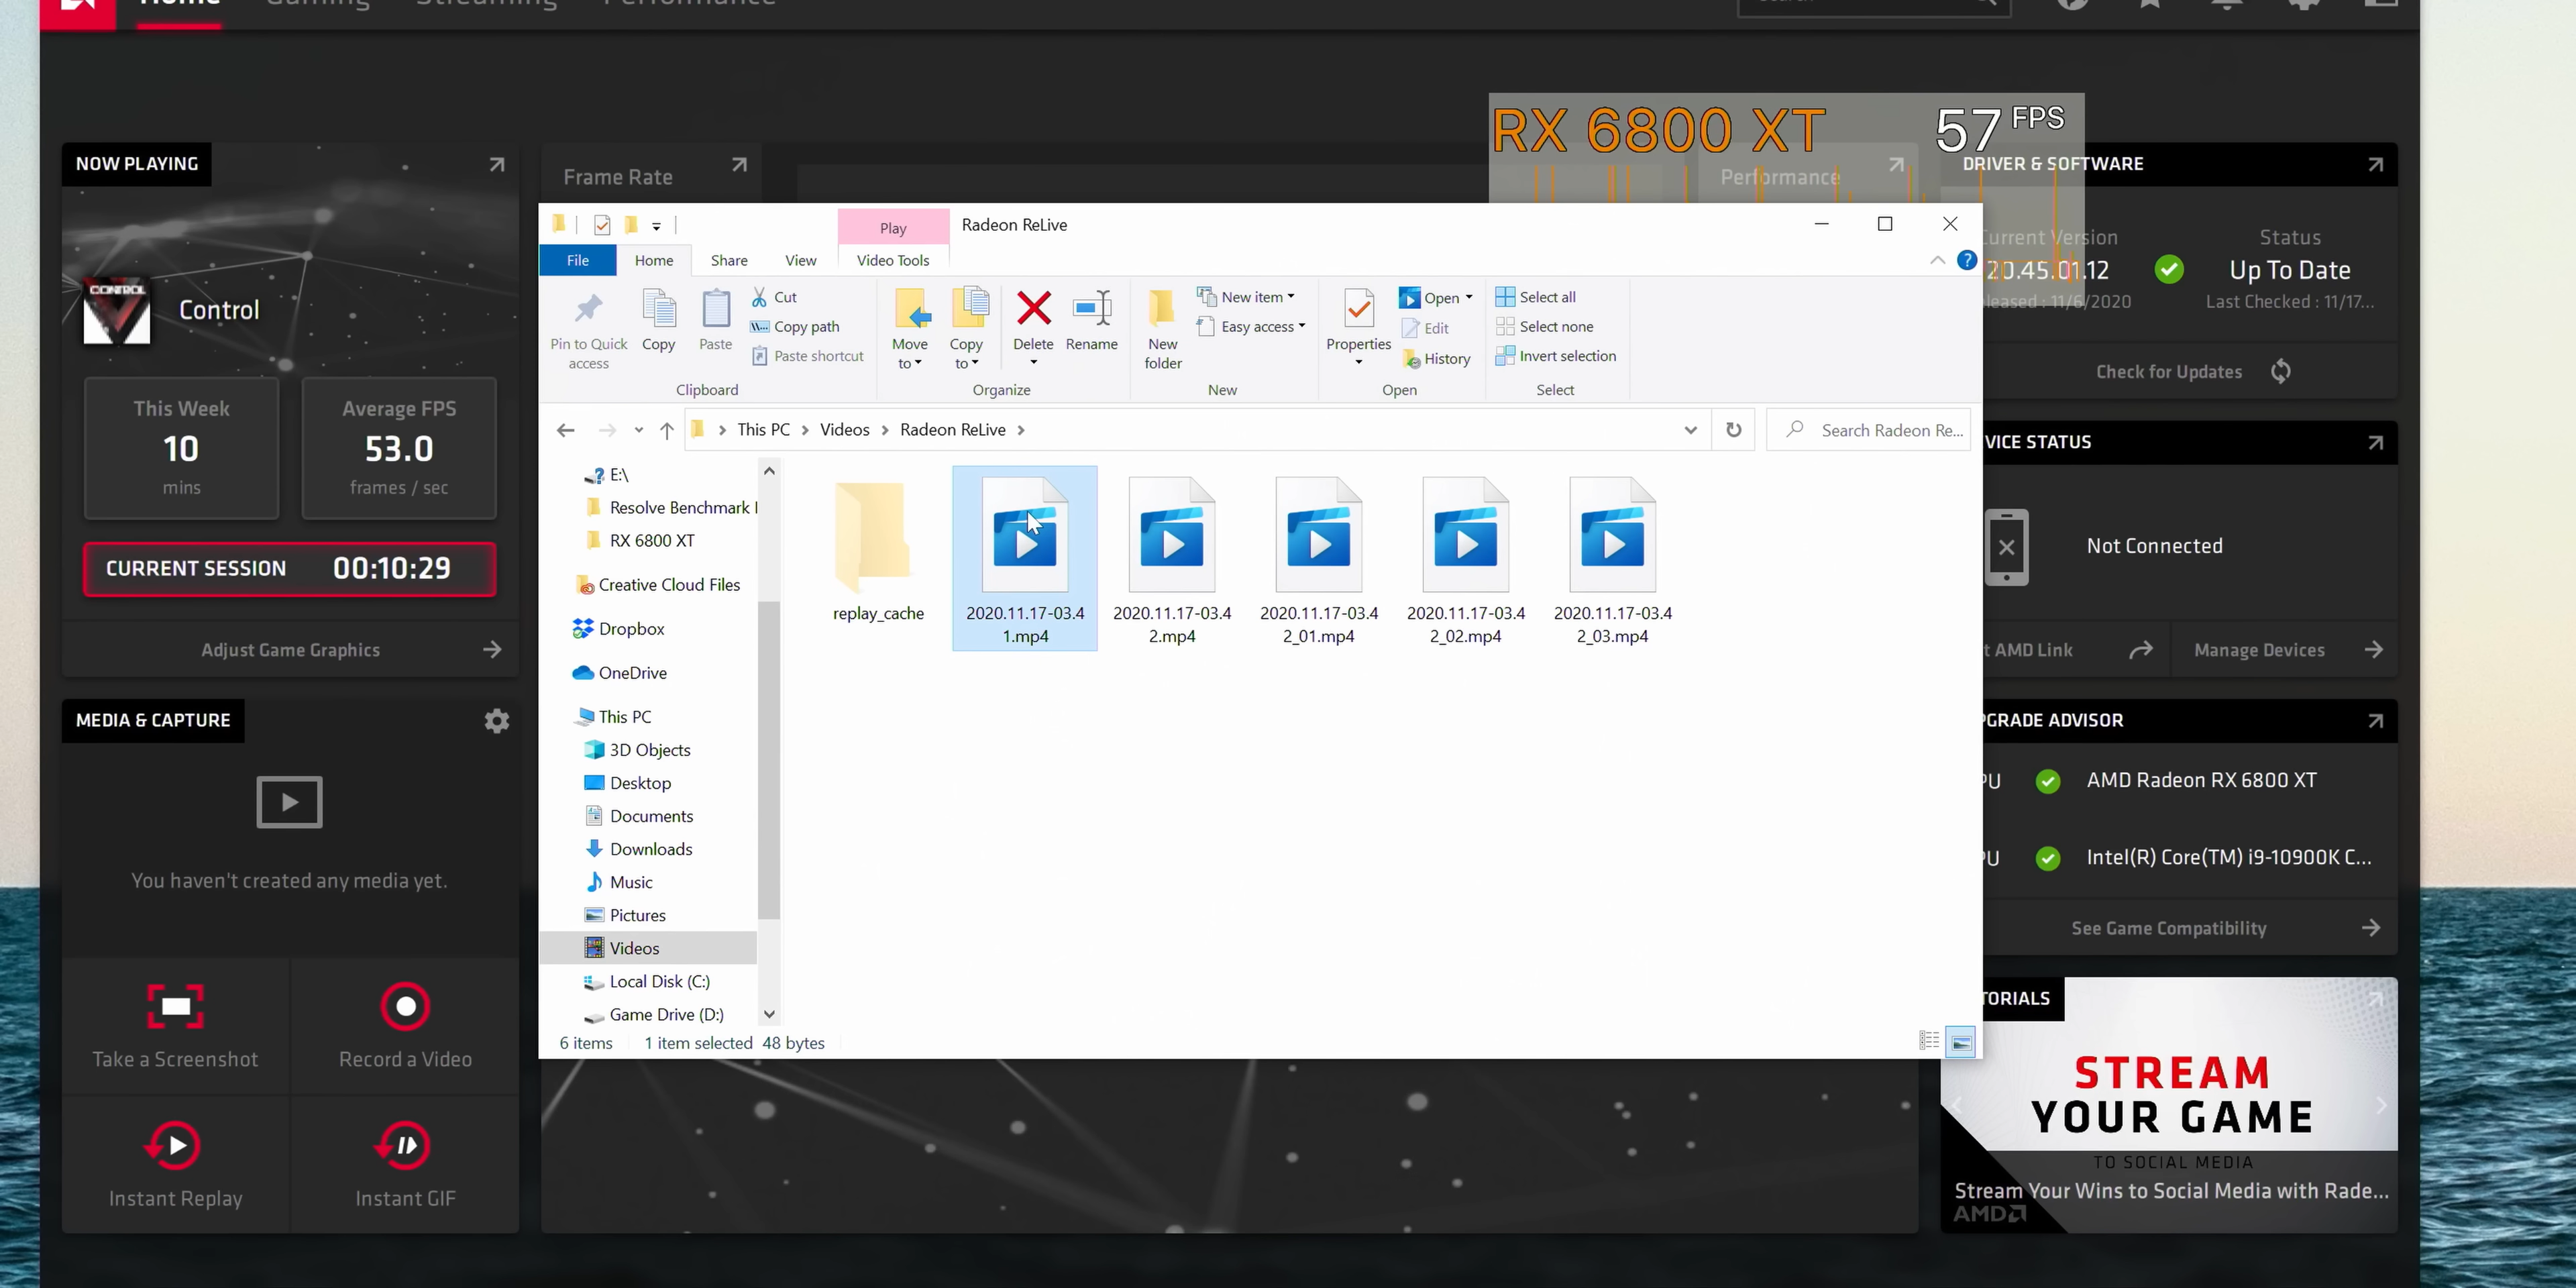 Home Gaming Streaming Performance
Search
RX 6800 XT 57 FPS
NOW PLAYING
Control
This Week
10
mins
Average FPS
53.0
frames / sec
CURRENT SESSION 00:10:29
Adjust Game Graphics
MEDIA & CAPTURE
You haven't created any media yet.
Take a Screenshot
Record a Video
Instant Replay
Instant GIF
Frame Rate
Performance
Play
Radeon ReLive
File
Home
Share
View
Video Tools
Pin to Quick
access
Copy
Paste
Cut
Copy path
Paste shortcut
Clipboard
Move
to
Copy
to
Delete
Rename
Organize
New
folder
New item
Easy access
New
Properties
Open
Edit
History
Open
Select all
Select none
Invert selection
Select
This PC > Videos > Radeon ReLive >
Search Radeon Re...
E:\
Resolve Benchmark
RX 6800 XT
Creative Cloud Files
Dropbox
OneDrive
This PC
3D Objects
Desktop
Documents
Downloads
Music
Pictures
Videos
Local Disk (C:)
Game Drive (D:)
replay_cache
2020.11.17-03.4
1.mp4
2020.11.17-03.4
2.mp4
2020.11.17-03.4
2_01.mp4
2020.11.17-03.4
2_02.mp4
2020.11.17-03.4
2_03.mp4
6 items 1 item selected 48 bytes
DRIVER & SOFTWARE
Current Version
20.45.01.12
leased : 11/6/2020
Status
Up To Date
Last Checked : 11/17...
Check for Updates
VICE STATUS
Not Connected
t AMD Link
Manage Devices
PGRADE ADVISOR
PU
AMD Radeon RX 6800 XT
PU
Intel(R) Core(TM) i9-10900K C...
See Game Compatibility
TORIALS
STREAM
YOUR GAME
TO SOCIAL MEDIA
Stream Your Wins to Social Media with Rade...
AMD